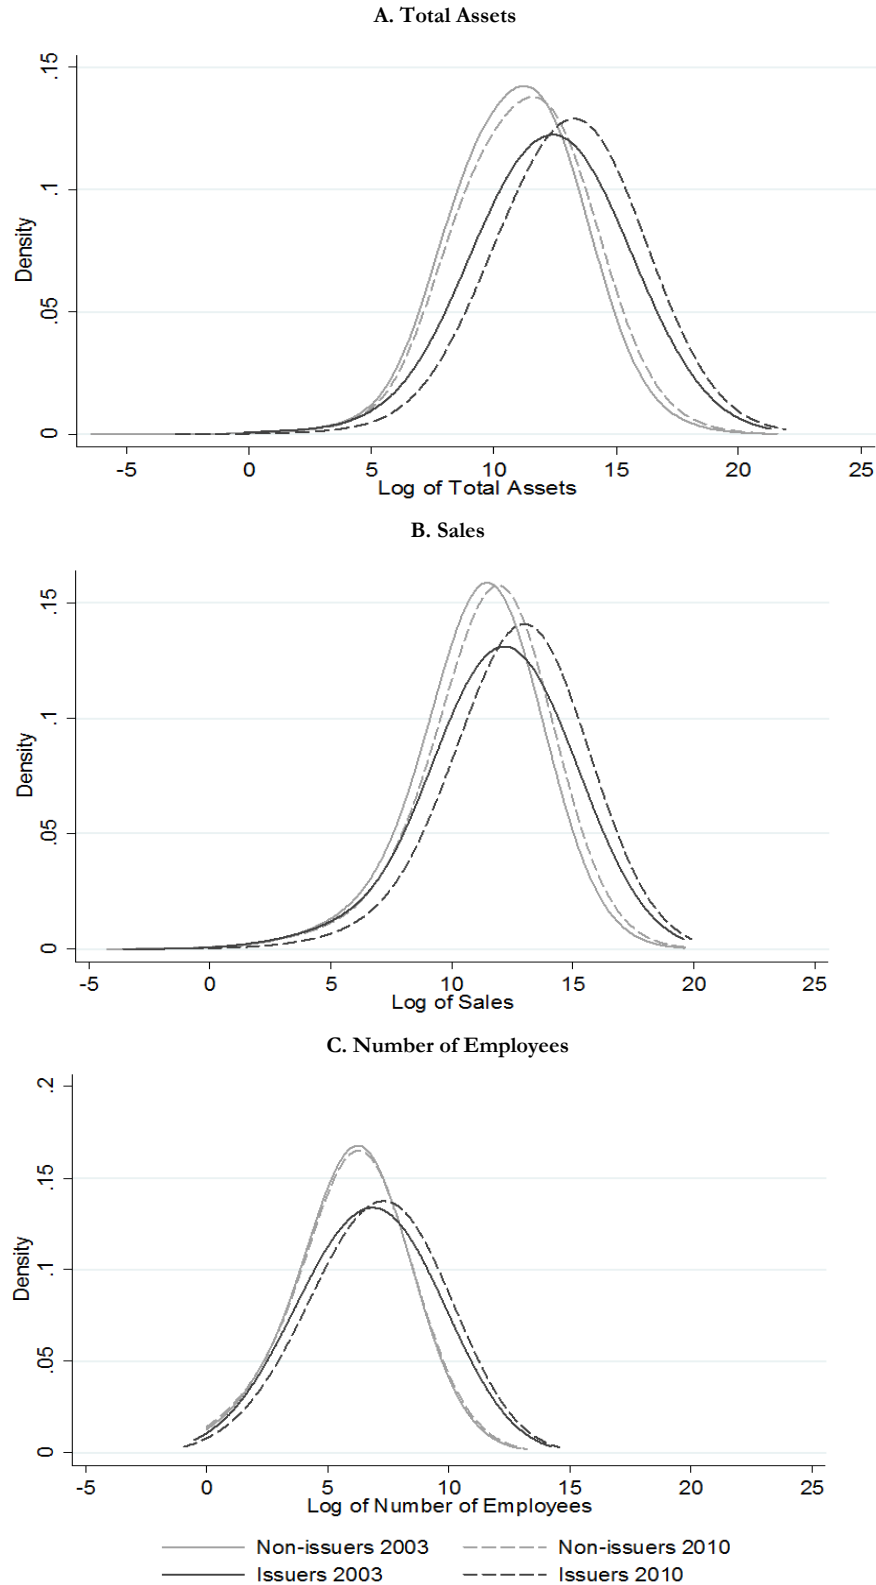 A. Total Assets
.15
.1
.05
0
Density
-5 0 5 10 15 20 25
Log of Total Assets
B. Sales
.15
.1
.05
0
Density
-5 0 5 10 15 20 25
Log of Sales
C. Number of Employees
.2
.15
.1
.05
0
Density
-5 0 5 10 15 20 25
Log of Number of Employees
Non-issuers 2003 Non-issuers 2010
Issuers 2003 Issuers 2010